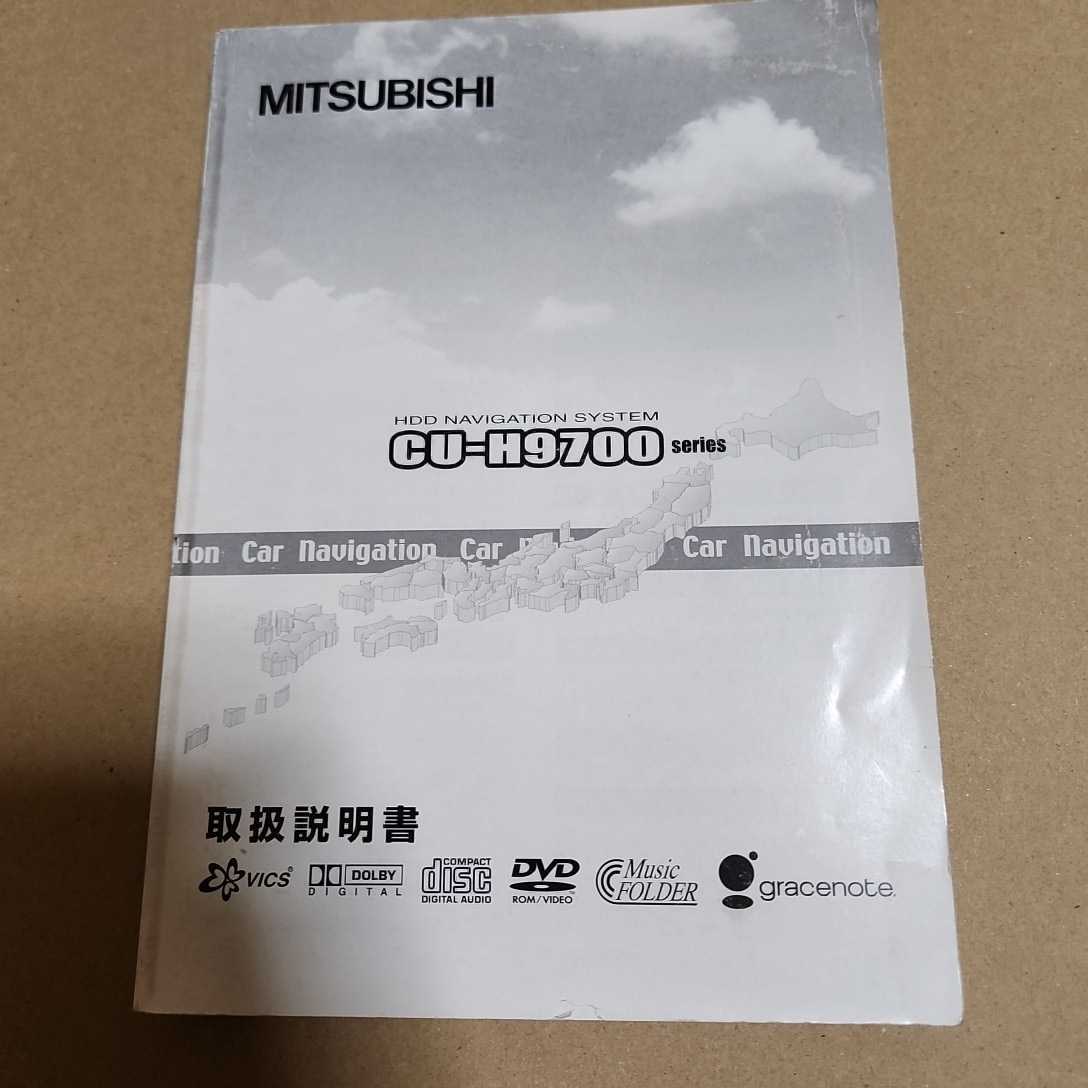 MITSUBISHI
HDD NAVIGATION SYSTEM
CU-H9700 series
tion Car Navigation Car Car Navigation
取扱説明書
VICS
DOLBY
DIGITAL
COMPACT
disc
DIGITAL AUDIO
DVD
ROM/VIDEO
Music
FOLDER
gracenote